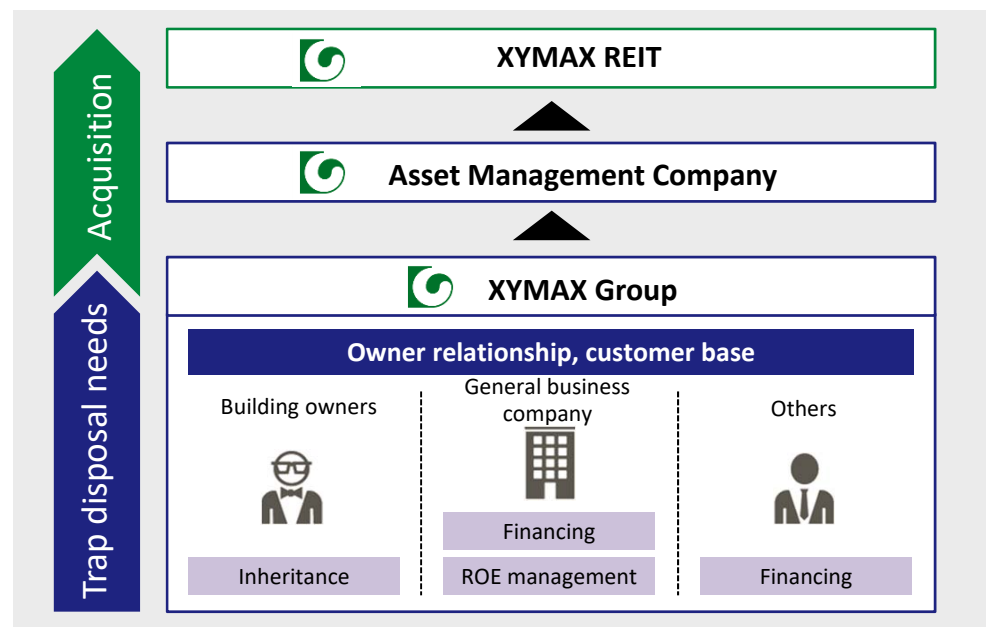 Acquisition
Trap disposal needs
XYMAX REIT
Asset Management Company
XYMAX Group
Owner relationship, customer base
Building owners
Inheritance
General business
company
Financing
ROE management
Others
Financing